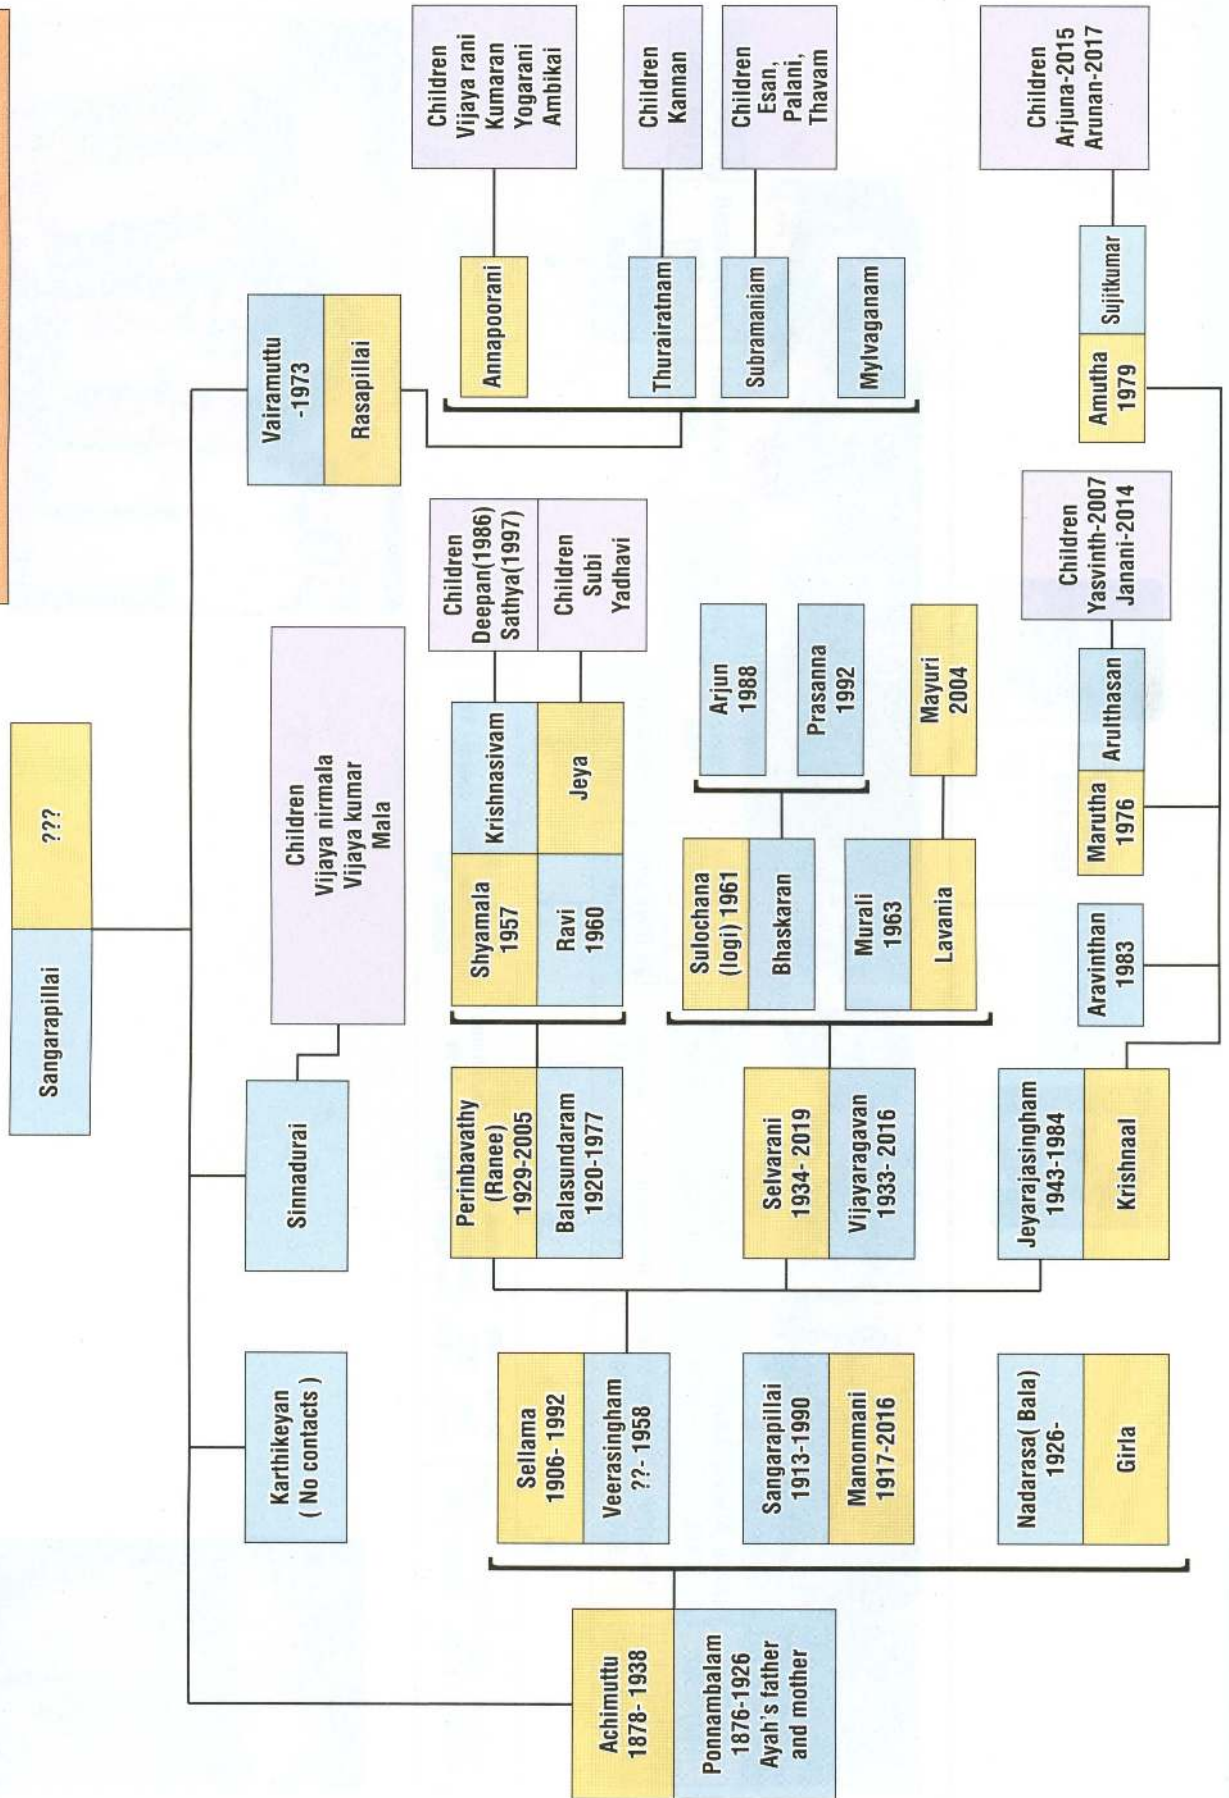 Sangarapillai
???
Achimuttu
1878- 1938
Ponnambalam
1876-1926
Ayah's father
and mother
Karthikeyan
( No contacts )
Sinnadurai
Children
Vijaya nirmala
Vijaya kumar
Mala
Vairamuttu
-1973
Rasapillai
Sellama
1906- 1992
Veerasingham
??- 1958
Sangarapillai
1913-1990
Manonmani
1917-2016
Nadarasa( Bala)
1926-
Girla
Perinbavathy
(Ranee)
1929-2005
Balasundaram
1920-1977
Selvarani
1934- 2019
Vijayaragavan
1933- 2016
Jeyarajasingham
1943-1984
Krishnaal
Shyamala
1957
Krishnasivam
Ravi
1960
Jeya
Children
Deepan(1986)
Sathya(1997)
Children
Subi
Yadhavi
Sulochana
(logi) 1961
Bhaskaran
Murali
1963
Lavania
Arjun
1988
Prasanna
1992
Mayuri
2004
Aravinthan
1983
Marutha
1976
Arulthasan
Children
Yasvinth-2007
Janani-2014
Amutha
1979
Sujitkumar
Children
Arjuna-2015
Arunan-2017
Annapoorani
Children
Vijaya rani
Kumaran
Yogarani
Ambikai
Thurairatnam
Children
Kannan
Subramaniam
Children
Esan,
Palani,
Thavam
Mylvaganam